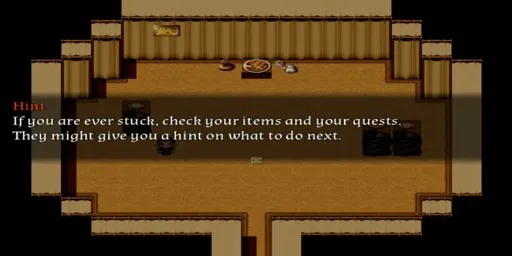 Hint
If you are ever stuck, check your items and your quests.
They might give you a hint on what to do next.